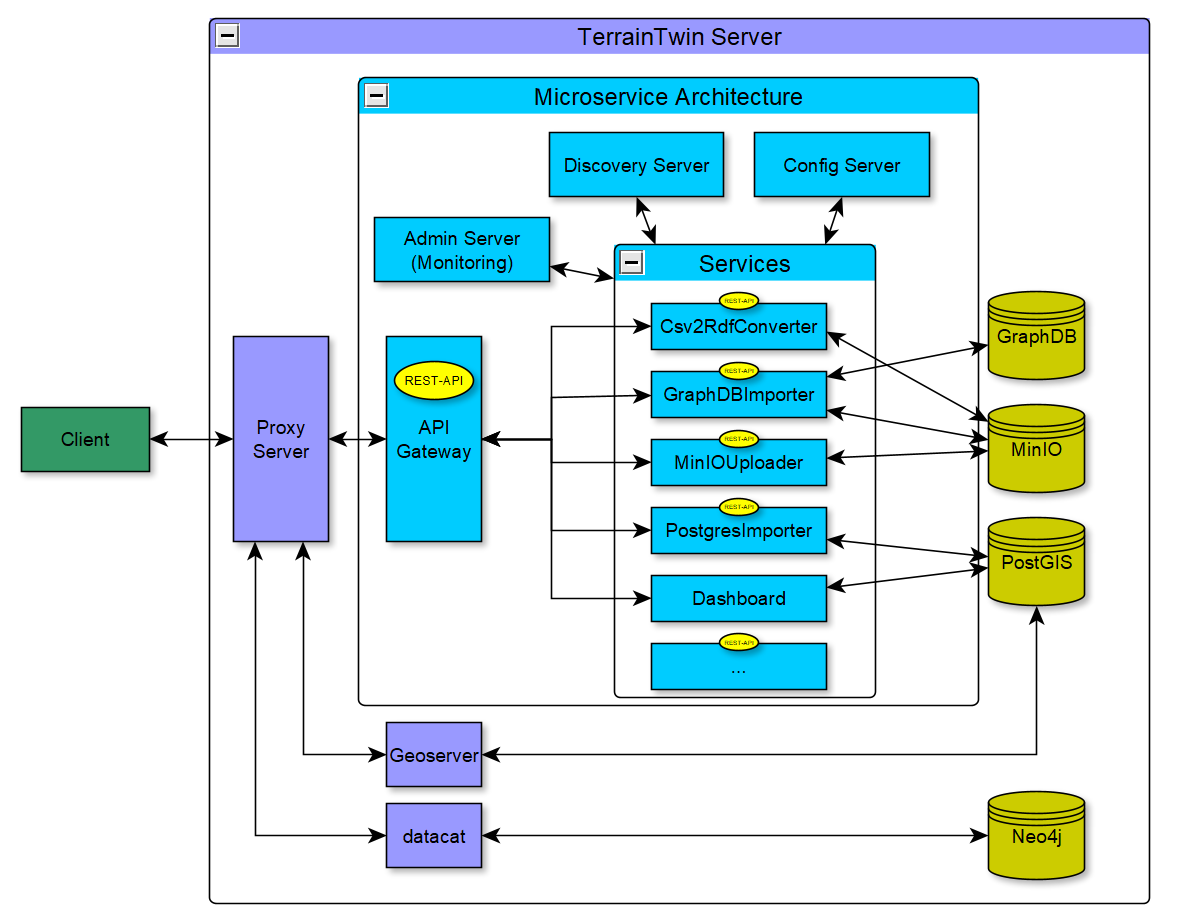 TerrainTwin Server
Microservice Architecture
Discovery Server
Config Server
Admin Server
(Monitoring)
Services
REST-API
Csv2RdfConverter
REST-API
GraphDBImporter
REST-API
MinIOUploader
REST-API
PostgresImporter
Dashboard
REST-API
...
REST-API
API
Gateway
Proxy
Server
Client
GraphDB
MinIO
PostGIS
Geoserver
datacat
Neo4j